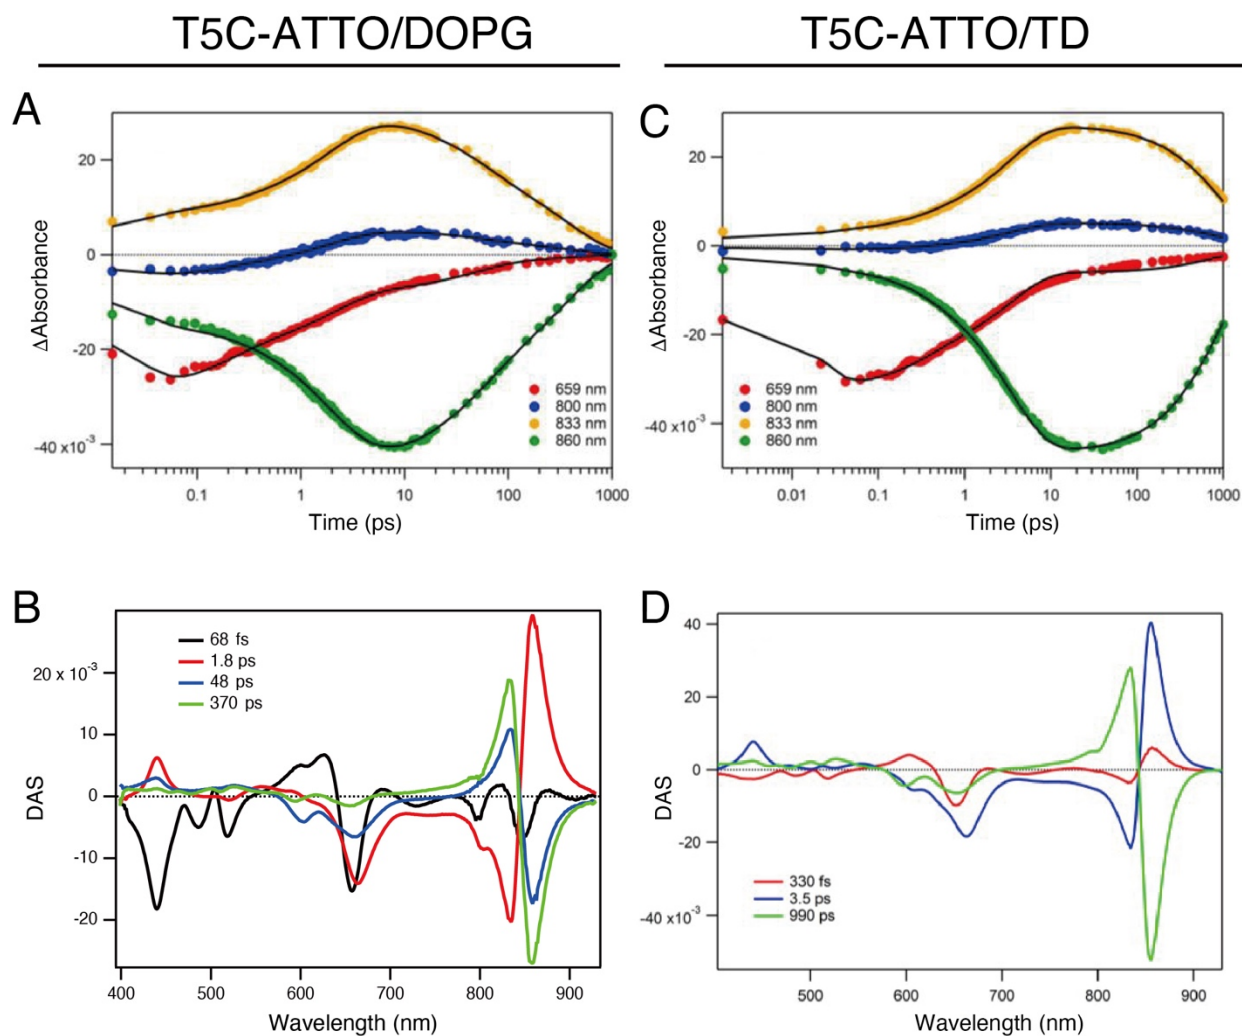 T5C-ATTO/DOPG
T5C-ATTO/TD
A
20
0
-20
-40 x10⁻³
ΔAbsorbance
659 nm
800 nm
833 nm
860 nm
0.1
1
10
100
1000
Time (ps)
C
20
0
-20
-40 x10⁻³
ΔAbsorbance
659 nm
800 nm
833 nm
860 nm
0.01
0.1
1
10
100
1000
Time (ps)
B
68 fs
1.8 ps
48 ps
370 ps
20 x 10⁻³
10
0
-10
-20
DAS
400
500
600
700
800
900
Wavelength (nm)
D
40
20
0
-20
-40 x10⁻³
DAS
330 fs
3.5 ps
990 ps
500
600
700
800
900
Wavelength (nm)